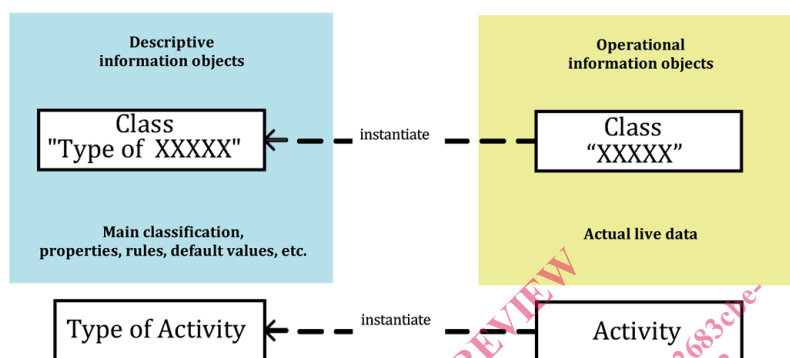 Descriptive
information objects
Operational
information objects
Class
"Type of XXXXX"
instantiate
Class
“XXXXX”
Main classification,
properties, rules, default values, etc.
Actual live data
Type of Activity
instantiate
Activity